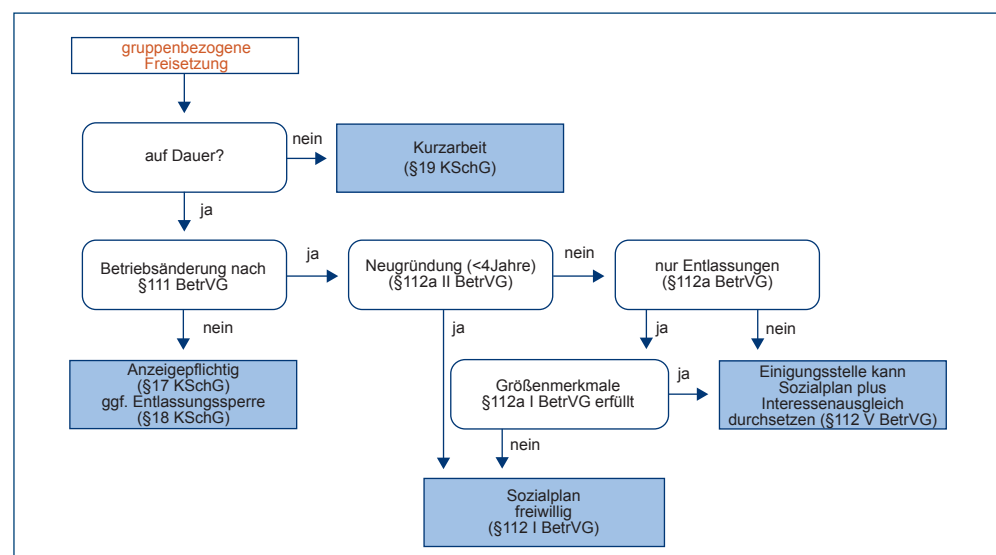 gruppenbezogene
Freisetzung
auf Dauer?
nein
Kurzarbeit
(§19 KSchG)
ja
Betriebsänderung nach
§111 BetrVG
ja
Neugründung (<4Jahre)
(§112a II BetrVG)
nein
nur Entlassungen
(§112a BetrVG)
nein
ja
ja
nein
Anzeigepflichtig
(§17 KSchG)
ggf. Entlassungssperre
(§18 KSchG)
Größenmerkmale
§112a I BetrVG erfüllt
ja
Einigungsstelle kann
Sozialplan plus
Interessenausgleich
durchsetzen (§112 V BetrVG)
nein
Sozialplan
freiwillig
(§112 I BetrVG)